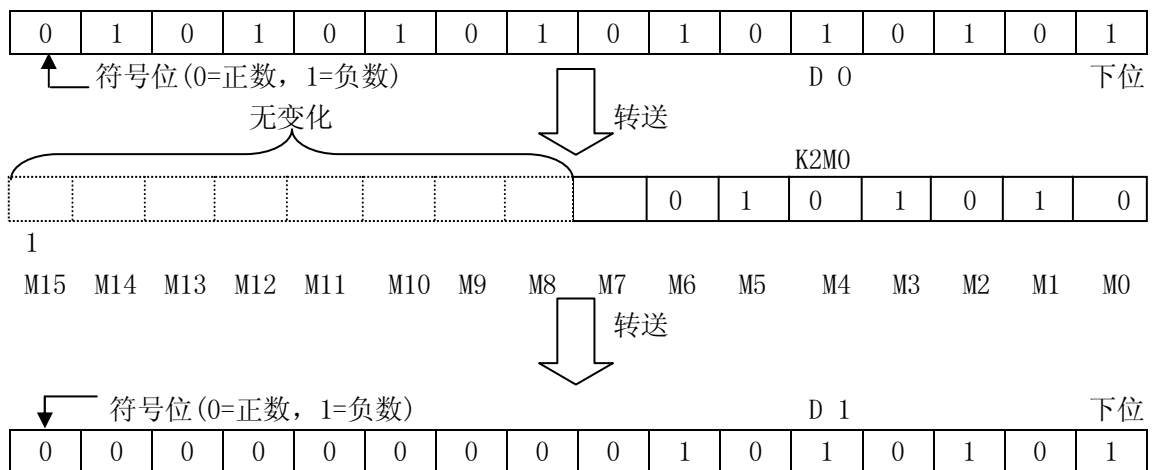 0 1 0 1 0 1 0 1 0 1 0 1 0 1 0 1
符号位(0=正数，1=负数) D 0 下位
无变化 转送
K2M0
0 1 0 1 0 1 0
1
M15 M14 M13 M12 M11 M10 M9 M8 M7 M6 M5 M4 M3 M2 M1 M0
转送
符号位(0=正数，1=负数) D 1 下位
0 0 0 0 0 0 0 0 0 1 0 1 0 1 0 1